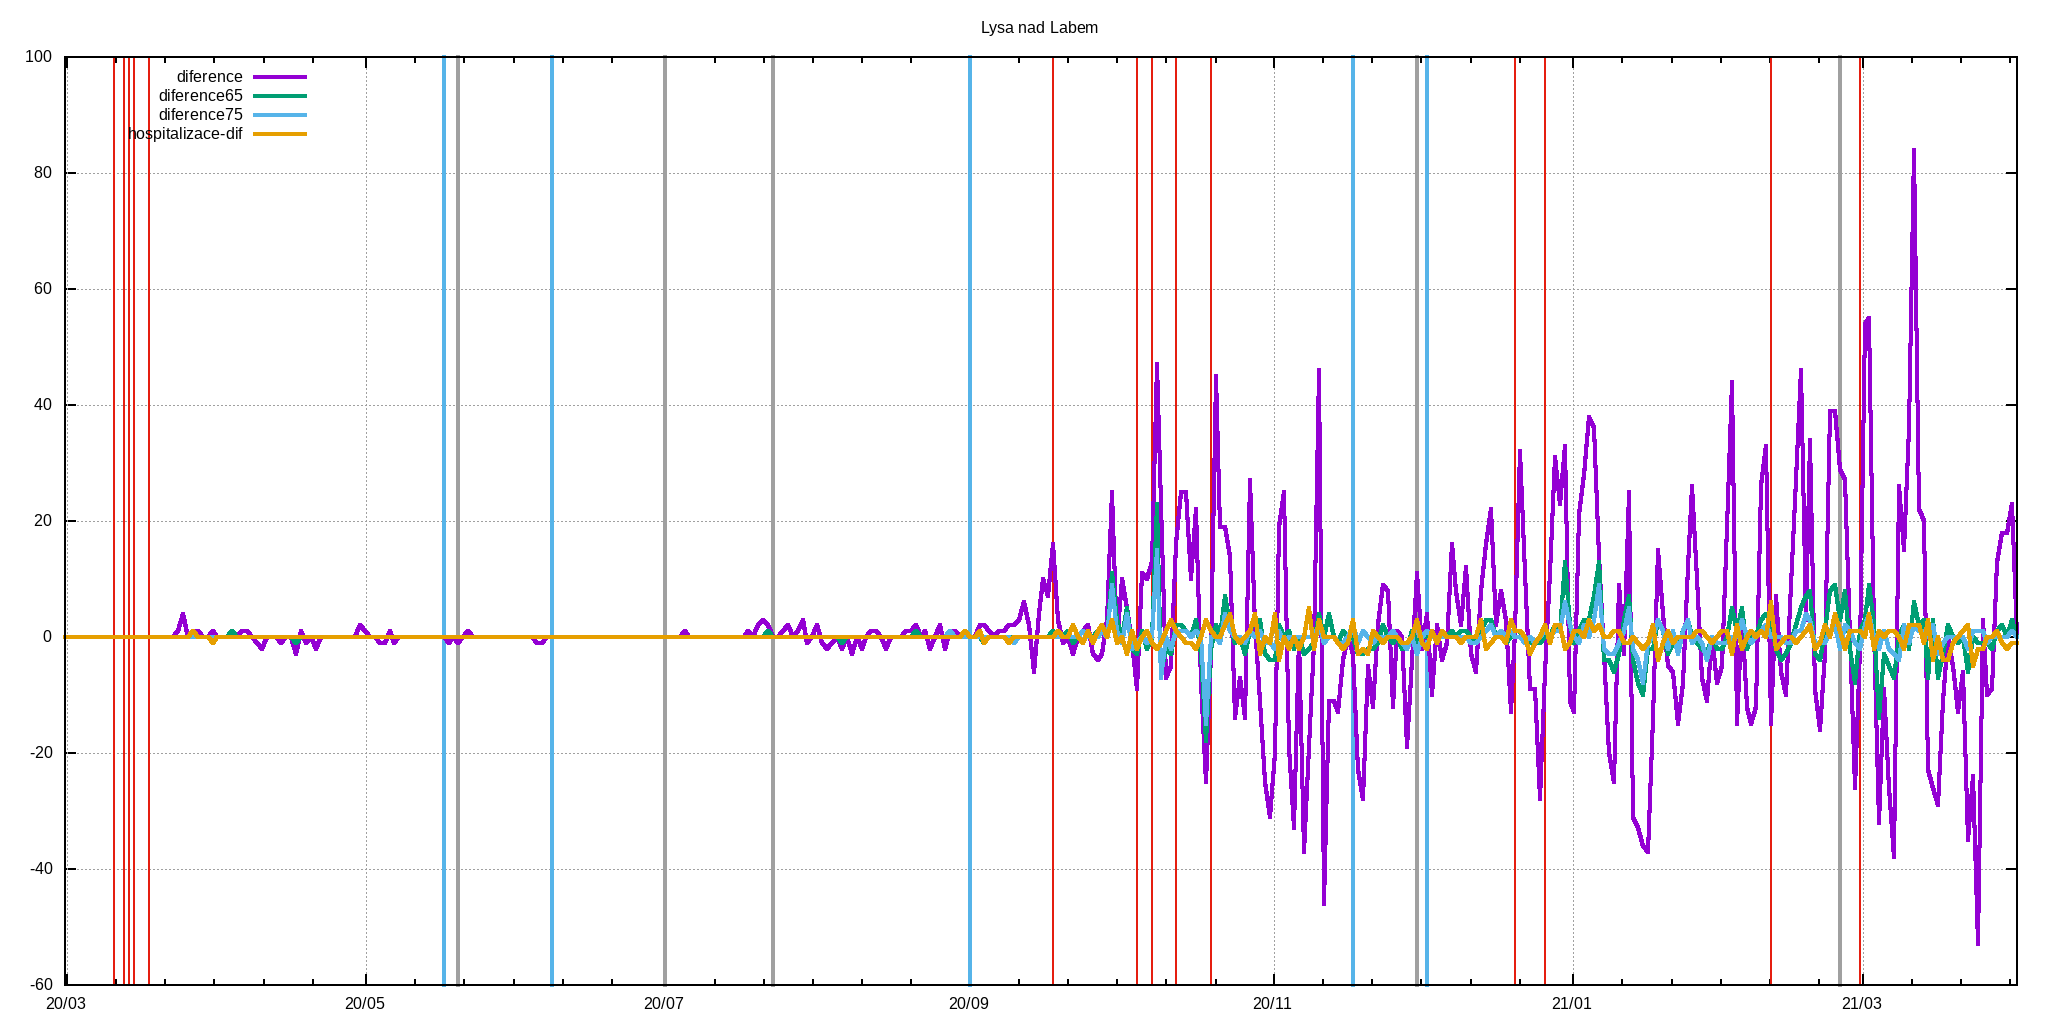 Lysa nad Labem
100
80
60
40
20
0
-20
-40
-60
diference
diference65
diference75
hospitalizace-dif
20/03 20/05 20/07 20/09 20/11 21/01 21/03